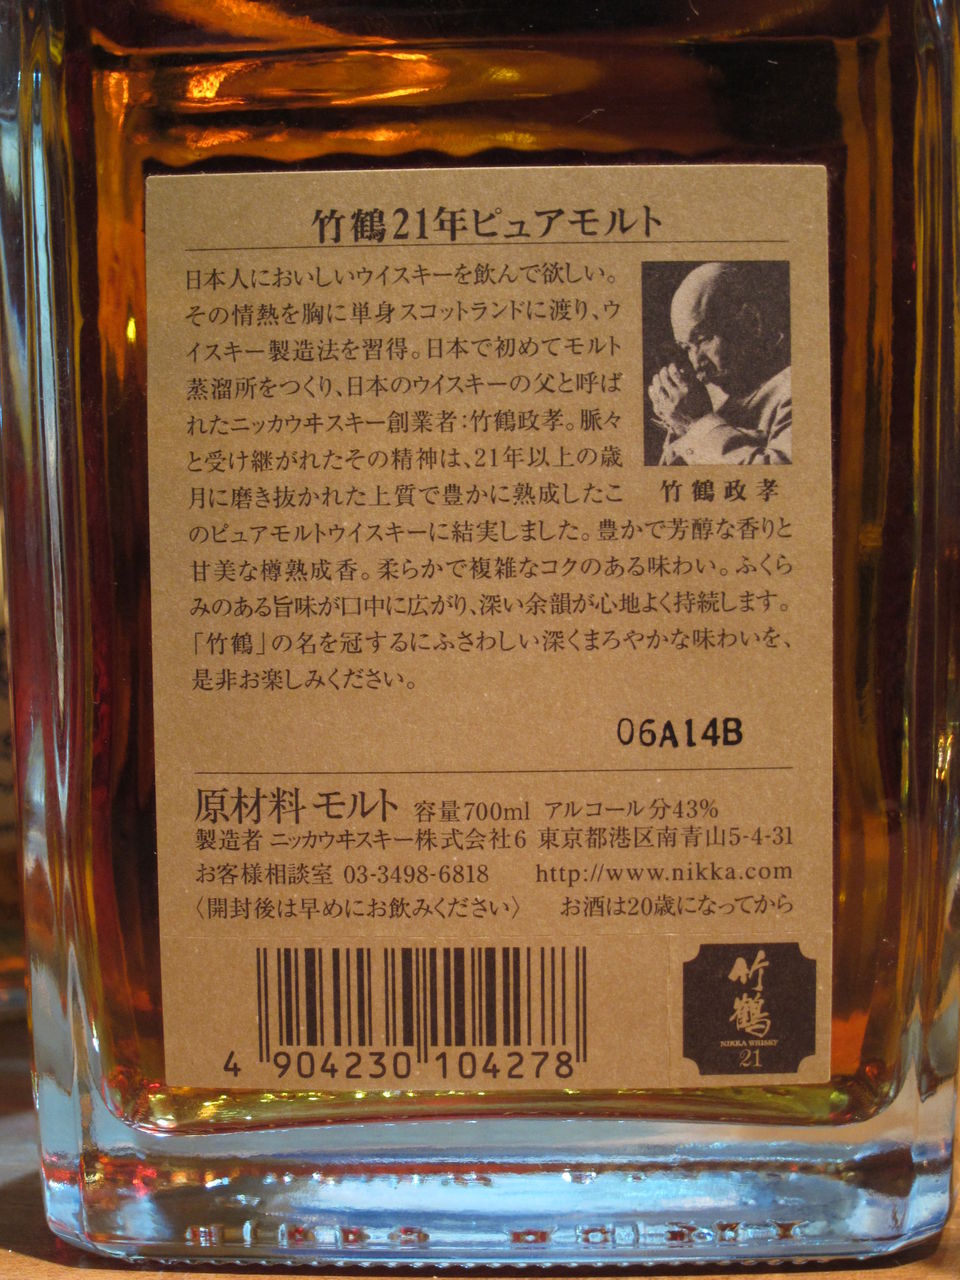 竹鶴21年ピュアモルト
日本人においしいウイスキーを飲んで欲しい。
その情熱を胸に単身スコットランドに渡り、ウ
イスキー製造法を習得。日本で初めてモルト
蒸溜所をつくり、日本のウイスキーの父と呼ば
れたニッカウヰスキー創業者:竹鶴政孝。脈々
と受け継がれたその精神は、21年以上の歳
月に磨き抜かれた上質で豊かに熟成したこ
のピュアモルトウイスキーに結実しました。豊かで芳醇な香りと
甘美な樽熟成香。柔らかで複雑なコクのある味わい。ふくら
みのある旨味が口中に広がり、深い余韻が心地よく持続します。
「竹鶴」の名を冠するにふさわしい深くまろやかな味わいを、
是非お楽しみください。
竹鶴政孝
06A14B
原材料 モルト 容量700ml アルコール分43%
製造者 ニッカウヰスキー株式会社6 東京都港区南青山5-4-31
お客様相談室 03-3498-6818 http://www.nikka.com
〈開封後は早めにお飲みください〉 お酒は20歳になってから
4 904230 104278
竹
鶴
NIKKA WHISKY
21